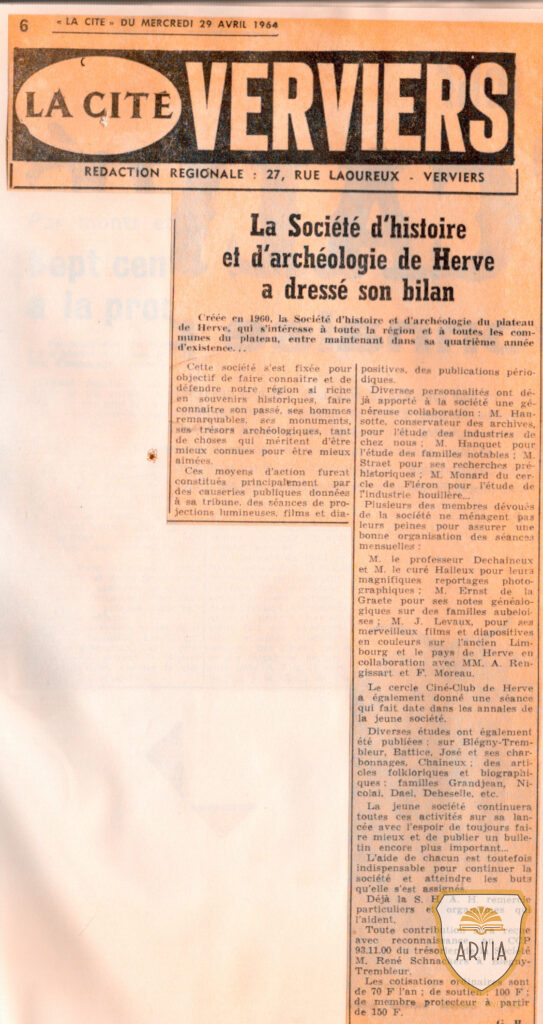 6
« LA CITE » DU MERCREDI 29 AVRIL 1964
LA CITE VERVIERS
REDACTION REGIONALE : 27, RUE LAOUREUX - VERVIERS
La Société d'histoire
et d'archéologie de Herve
a dressé son bilan
Créée en 1960, la Société d'histoire et d'archéologie du plateau
de Herve, qui s'intéresse à toute la région et à toutes les com-
munes du plateau, entre maintenant dans sa quatrième année
d'existence...
Cette société s'est fixée pour
objectif de faire connaître et de
défendre notre région si riche
en souvenirs historiques, faire
connaître son passé, ses hommes
remarquables, ses monuments,
ses trésors archéologiques, tant
de choses qui méritent d'être
mieux connues pour être mieux
aimées.
Ces moyens d'action furent
constitués principalement par
des causeries publiques données
à sa tribune, des séances de pro-
jections lumineuses, films et dia-
positives, des publications pério-
diques.
Diverses personnalités ont dé-
jà apporté à la société une gé-
néreuse collaboration : M. Han-
sotte, conservateur des archives,
pour l'étude des industries de
chez nous ; M. Hanquet pour
l'étude des familles notables ; M.
Straet pour ses recherches pré-
historiques ; M. Monard du cer-
cle de Fléron pour l'étude de
l'industrie houillère...
Plusieurs des membres dévoués
de la société ne ménagent pas
leurs peines pour assurer une
bonne organisation des séances
mensuelles :
M. le professeur Dechaineux
et M. le curé Halleux pour leurs
magnifiques reportages photo-
graphiques ; M. Ernst de la
Graete pour ses notes généalo-
giques sur des familles aubeloi-
ses ; M. J. Levaux, pour ses
merveilleux films et diapositives
en couleurs sur l'ancien Lim-
bourg et le pays de Herve en
collaboration avec MM. A. Ren-
gissart et F. Moreau.
Le cercle Ciné-Club de Herve
a également donné une séance
qui fait date dans les annales de
la jeune société.
Diverses études ont également
été publiées : sur Blégny-Trem-
bleur, Battice, José et ses char-
bonnages, Chaineux ; des arti-
cles folkloriques et biographi-
ques : familles Grandjean, Ni-
colaï, Dael, Deheselle, etc.
La jeune société continuera
toutes ces activités sur sa lan-
cée avec l'espoir de toujours fai-
re mieux et de publier un bulle-
tin encore plus important...
L'aide de chacun est toutefois
indispensable pour continuer la
société et atteindre les buts
qu'elle s'est assignés.
Déjà la S. H. A. H. remercie
particuliers et
l'aident.
Toute
avec CCP
93.11.00 du
M. René
Trembleur.
Les cotisations ordinaires sont
de 70 F l'an ; de soutien : 100 F ;
de membre protecteur à partir
de 150 F.
ARVIA